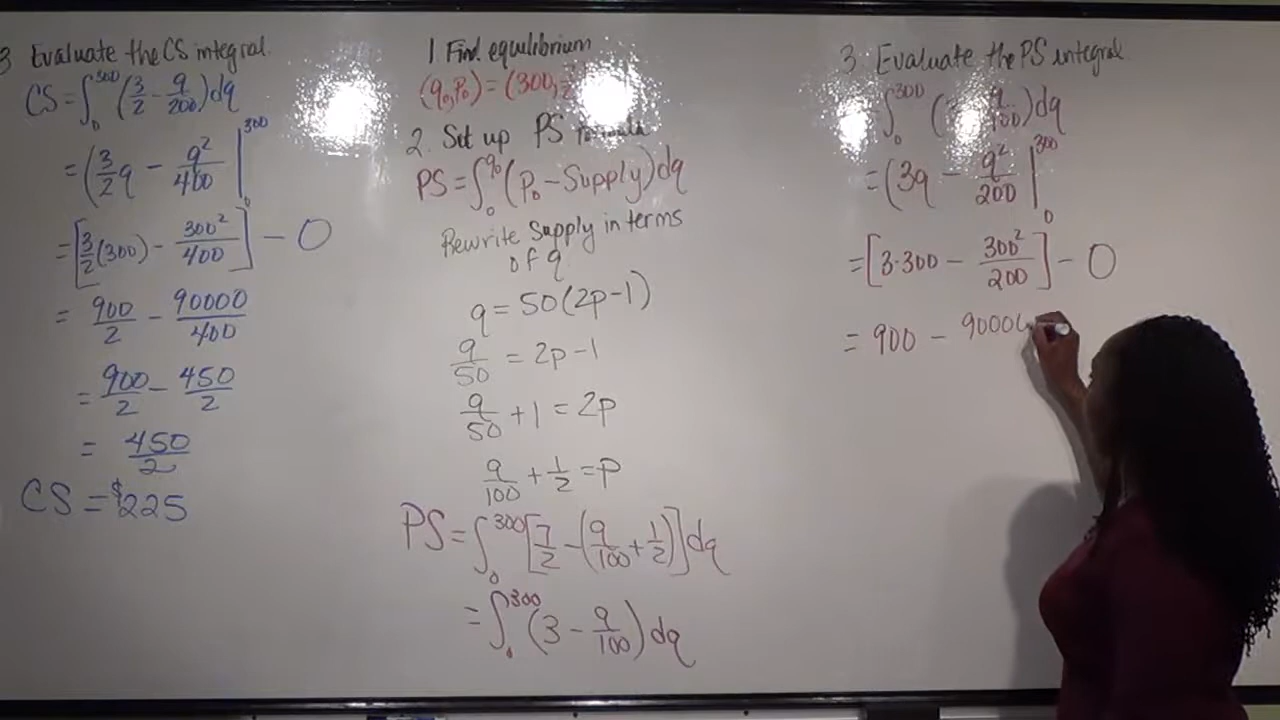 3 Evaluate the CS integral.
CS = ∫₀³⁰⁰ (3/2 - q/200) dq
= (3/2 q - q²/400 |₀³⁰⁰
= [3/2 (300) - 300²/400] - 0
= 900/2 - 90000/400
= 900/2 - 450/2
= 450/2
CS = $225
1 Find equilibrium
(q₀, p₀) = (300,
2. Set up PS formula
PS = ∫₀^q₀ (p₀ - Supply) dq
Rewrite Supply in terms
of q
q = 50(2p-1)
q/50 = 2p-1
q/50 + 1 = 2p
q/100 + 1/2 = p
PS = ∫₀³⁰⁰ [7/2 - (q/100 + 1/2)] dq
= ∫₀³⁰⁰ (3 - q/100) dq
3. Evaluate the PS integral.
∫₀³⁰⁰ ( q/100) dq
= (3q - q²/200 |₀³⁰⁰
= [3·300 - 300²/200] - 0
= 900 - 90000